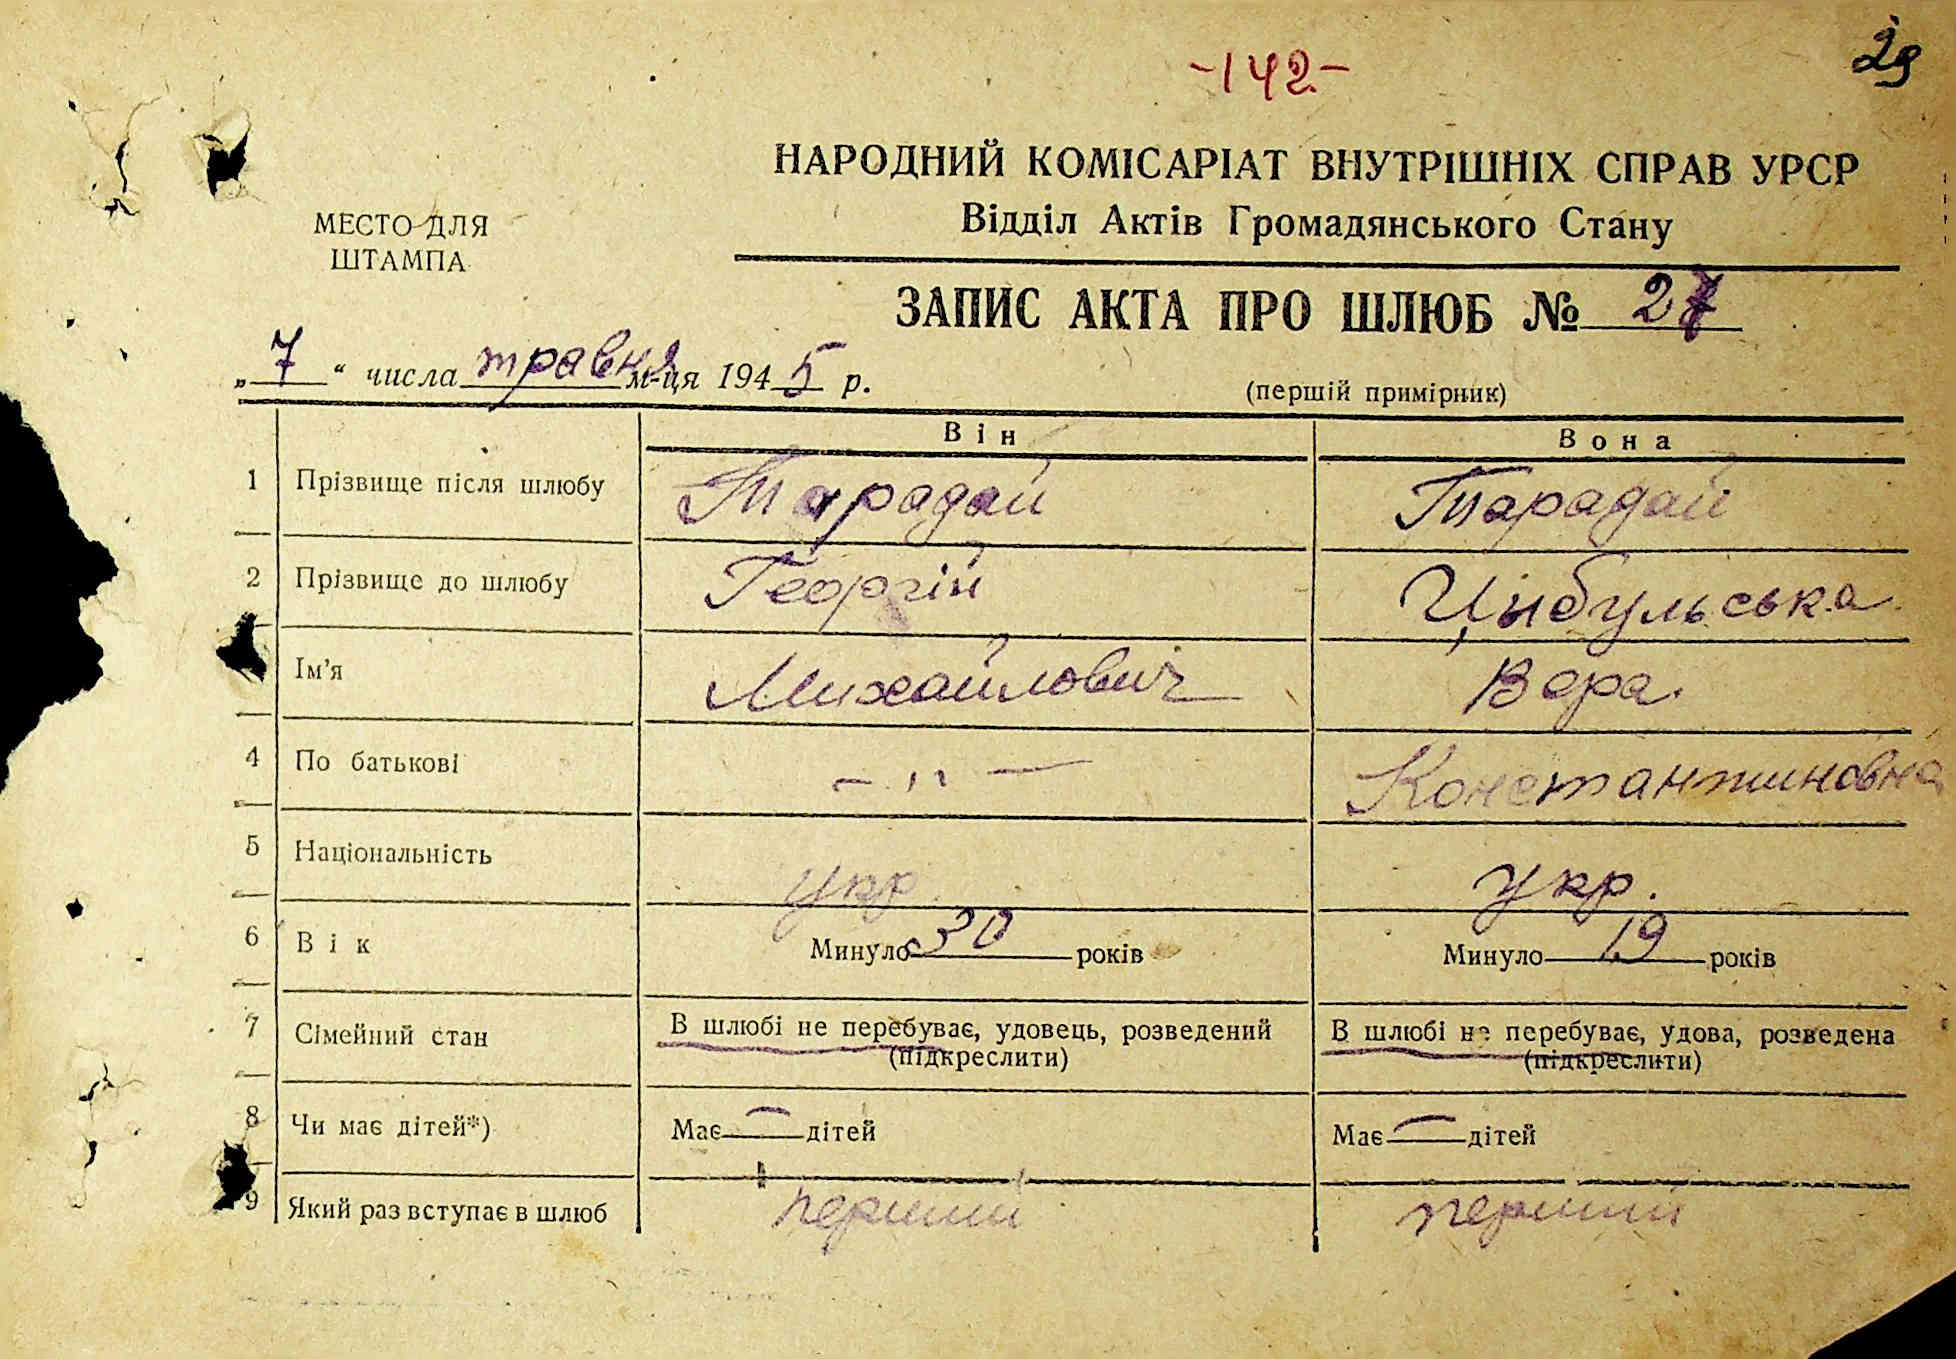 -142-
29
НАРОДНИЙ КОМІСАРІАТ ВНУТРІШНІХ СПРАВ УРСР
Відділ Актів Громадянського Стану
МЕСТО ДЛЯ
ШТАМПА
ЗАПИС АКТА ПРО ШЛЮБ № 27
„ 7 “ числа травня м-ця 1945 р.
(перший примірник)
Він Вона
1 Прізвище після шлюбу Тарадай Тарадай
2 Прізвище до шлюбу Георгій Цибульська
Ім'я Михайлович Вера.
4 По батькові — „ — Константиновна
5 Національність укр. укр.
6 Вік Минуло 30 років Минуло 19 років
7 Сімейний стан В шлюбі не перебуває, удовець, розведений В шлюбі не перебуває, удова, розведена
(підкреслити) (підкреслити)
8 Чи має дітей*) Має — дітей Має — дітей
9 Який раз вступає в шлюб перший перший